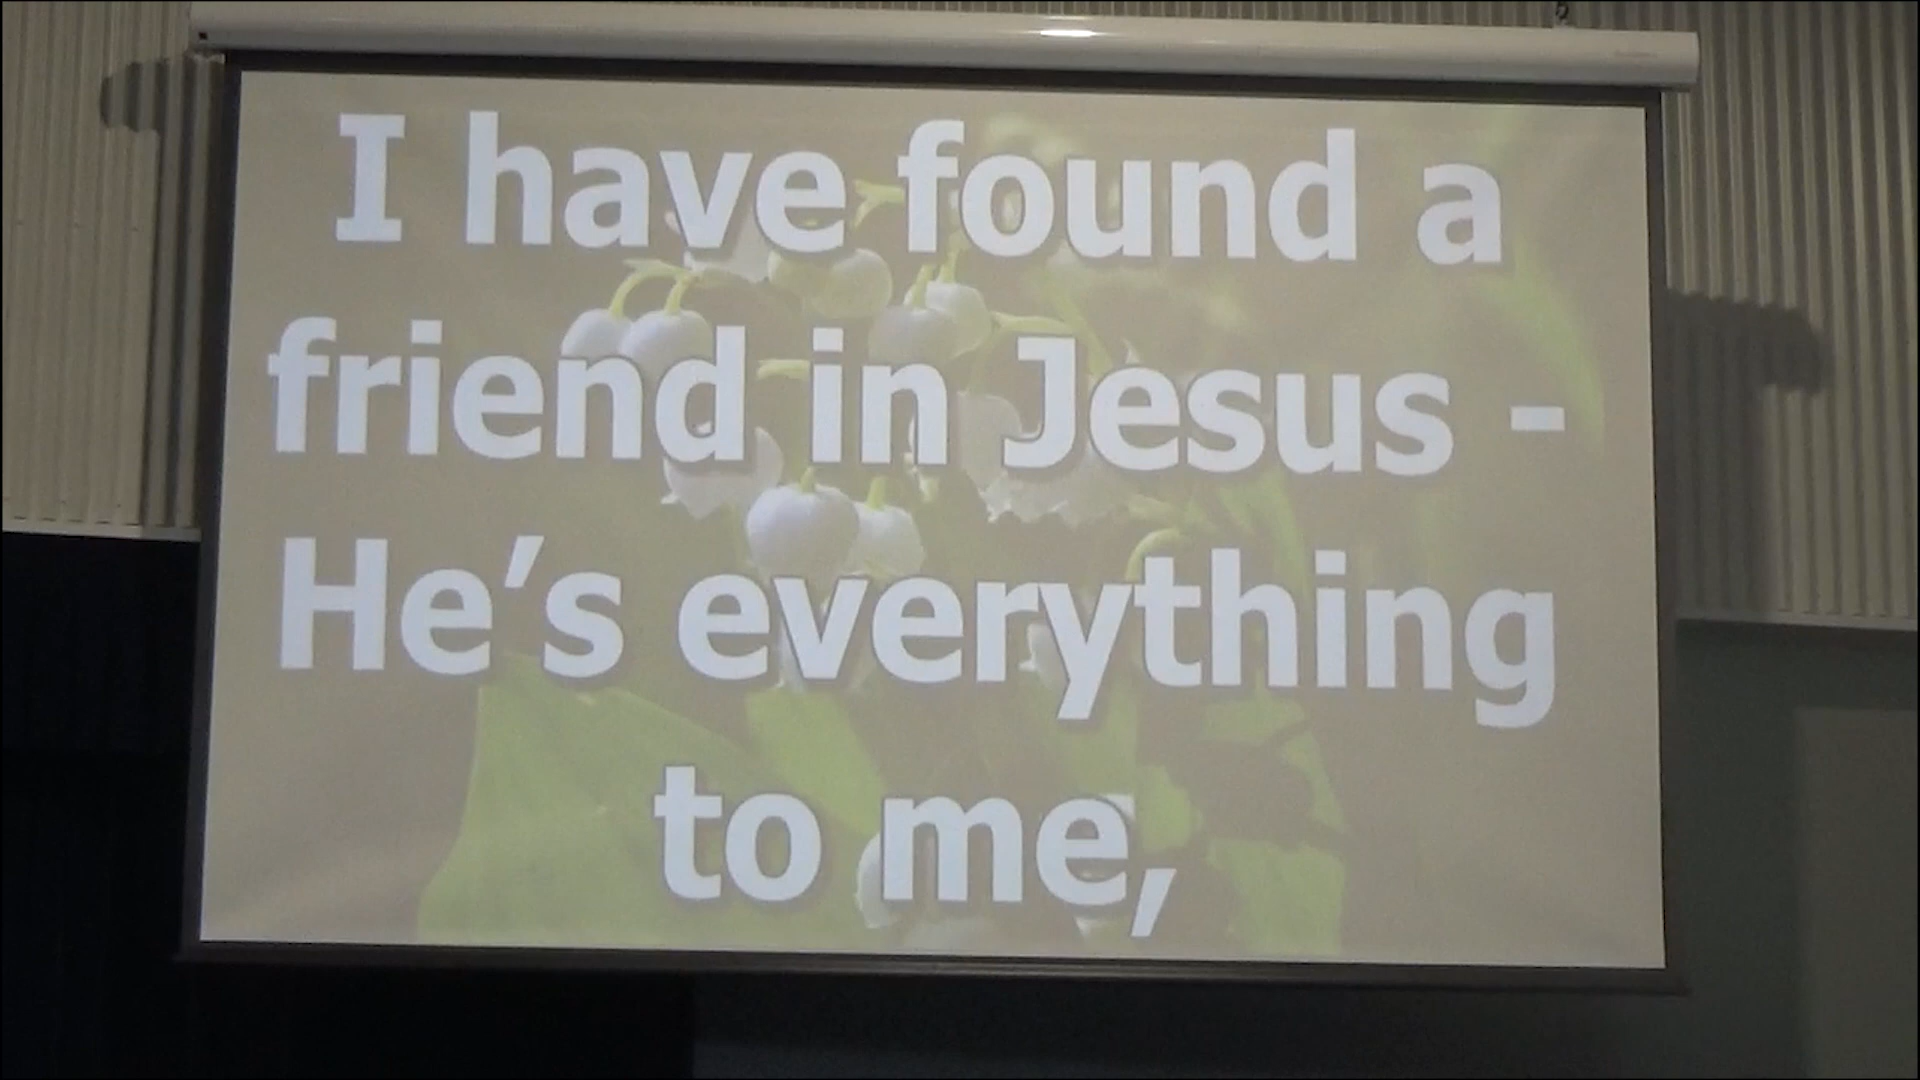 I have found a
friend in Jesus -
He’s everything
to me,